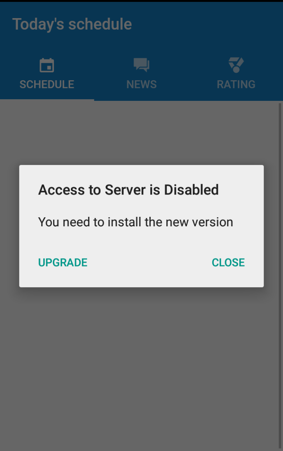 Today's schedule
SCHEDULE
NEWS
RATING
Access to Server is Disabled
You need to install the new version
UPGRADE
CLOSE